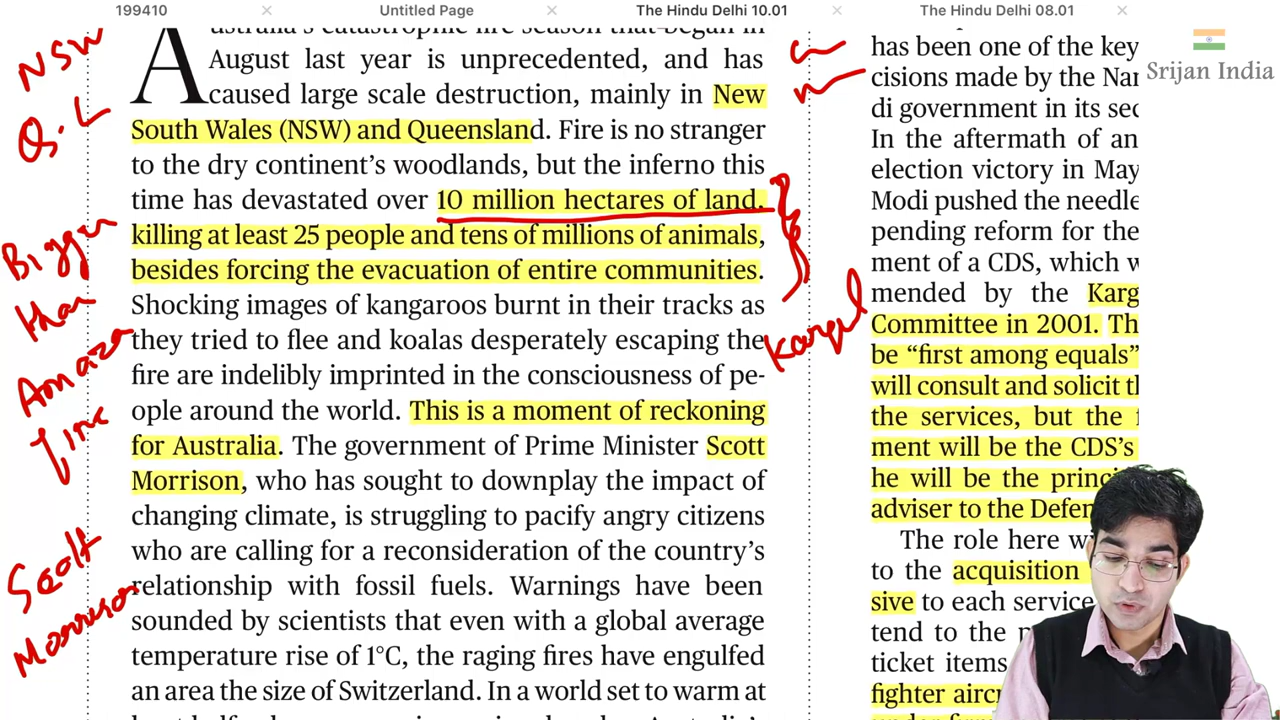 199410
Untitled Page
The Hindu Delhi 10.01
The Hindu Delhi 08.01
Srijan India
NSW
Q.L
Bigger
than
Amazon
fire
Scott
Morrison
Australia's catastrophic fire season that began in
August last year is unprecedented, and has
caused large scale destruction, mainly in New
South Wales (NSW) and Queensland. Fire is no stranger
to the dry continent's woodlands, but the inferno this
time has devastated over 10 million hectares of land,
killing at least 25 people and tens of millions of animals,
besides forcing the evacuation of entire communities.
Shocking images of kangaroos burnt in their tracks as
they tried to flee and koalas desperately escaping the
fire are indelibly imprinted in the consciousness of pe-
ople around the world. This is a moment of reckoning
for Australia. The government of Prime Minister Scott
Morrison, who has sought to downplay the impact of
changing climate, is struggling to pacify angry citizens
who are calling for a reconsideration of the country's
relationship with fossil fuels. Warnings have been
sounded by scientists that even with a global average
temperature rise of 1°C, the raging fires have engulfed
an area the size of Switzerland. In a world set to warm at
Kargil
has been one of the key
cisions made by the Nar
di government in its sec
In the aftermath of an
election victory in May
Modi pushed the needle
pending reform for the
ment of a CDS, which w
mended by the Karg
Committee in 2001. Th
be “first among equals”
will consult and solicit th
the services, but the f
ment will be the CDS's
he will be the princi
adviser to the Defen
The role here wi
to the acquisition
sive to each service
tend to the
ticket items
fighter airc